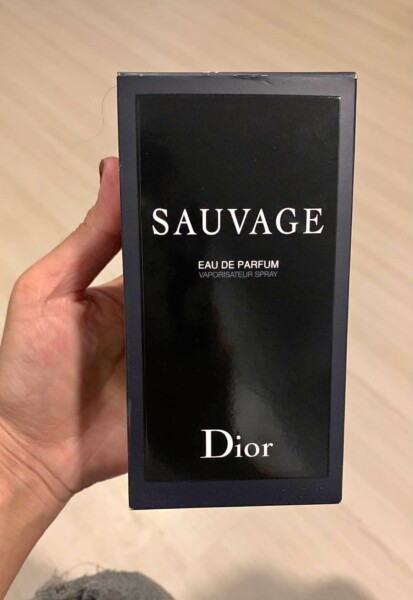 SAUVAGE
EAU DE PARFUM
VAPORISATEUR SPRAY
Dior